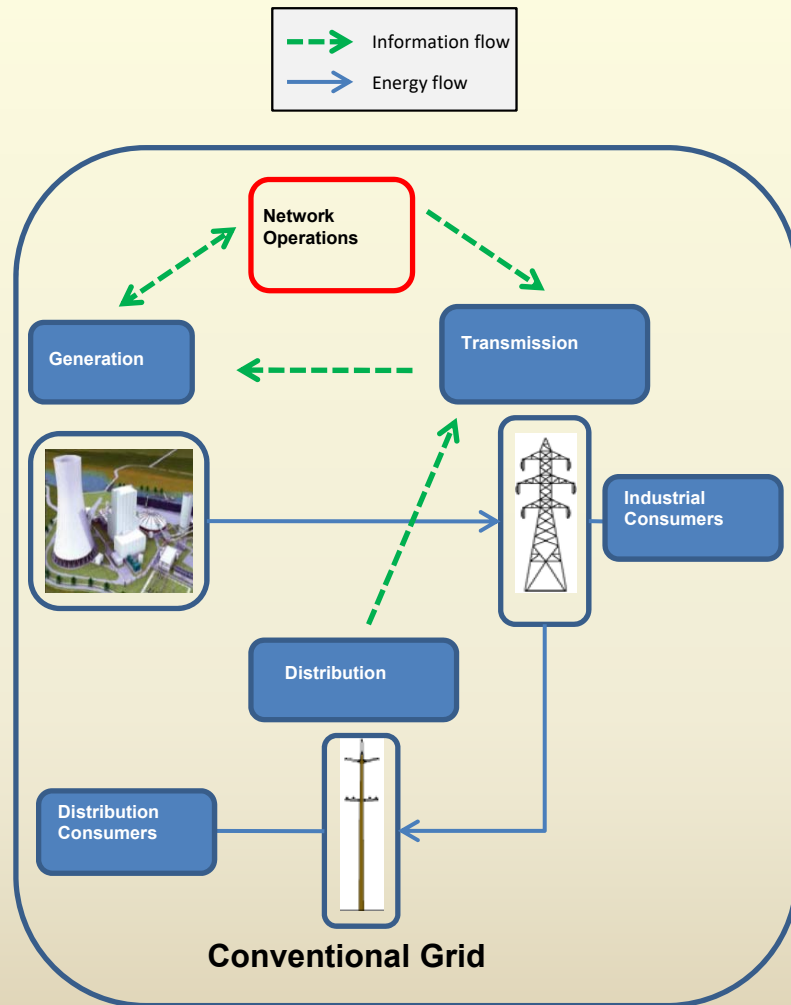 Information flow
Energy flow
Network
Operations
Generation
Transmission
Industrial
Consumers
Distribution
Distribution
Consumers
Conventional Grid